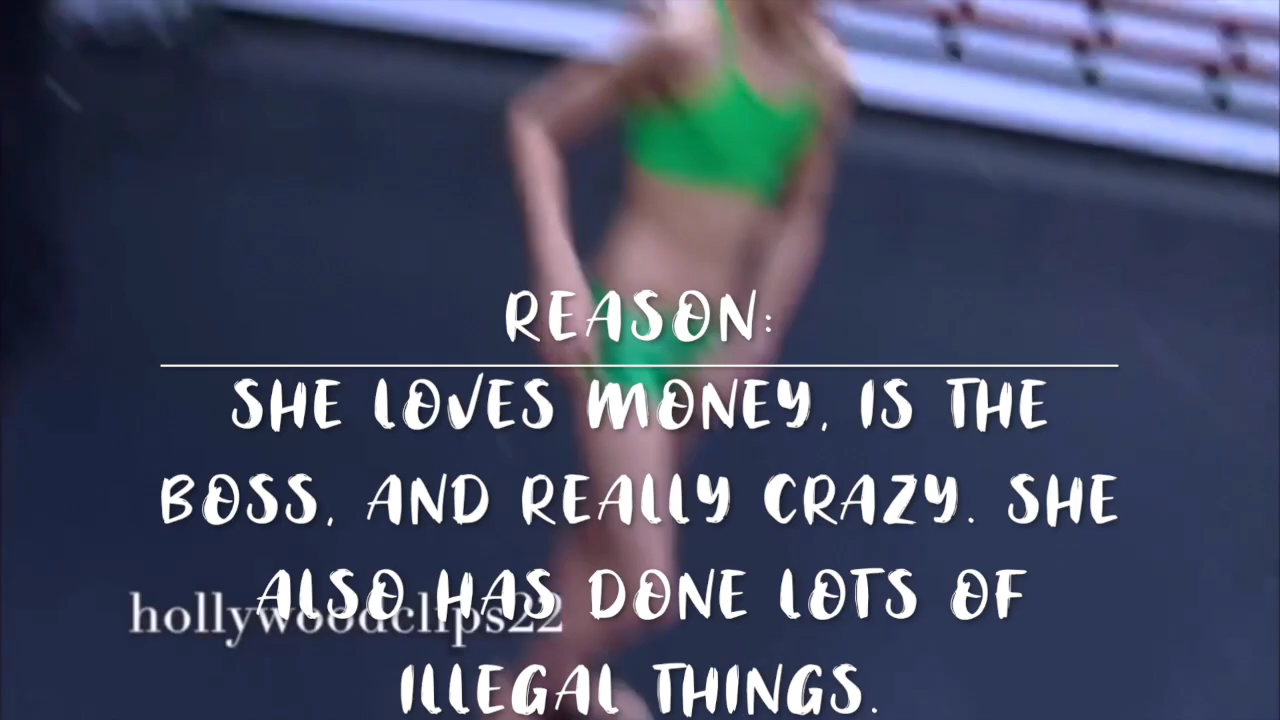 REASON:
SHE LOVES MONEY, IS THE
BOSS, AND REALLY CRAZY. SHE
ALSO HAS DONE LOTS OF
hollywoodclips22
ILLEGAL THINGS.